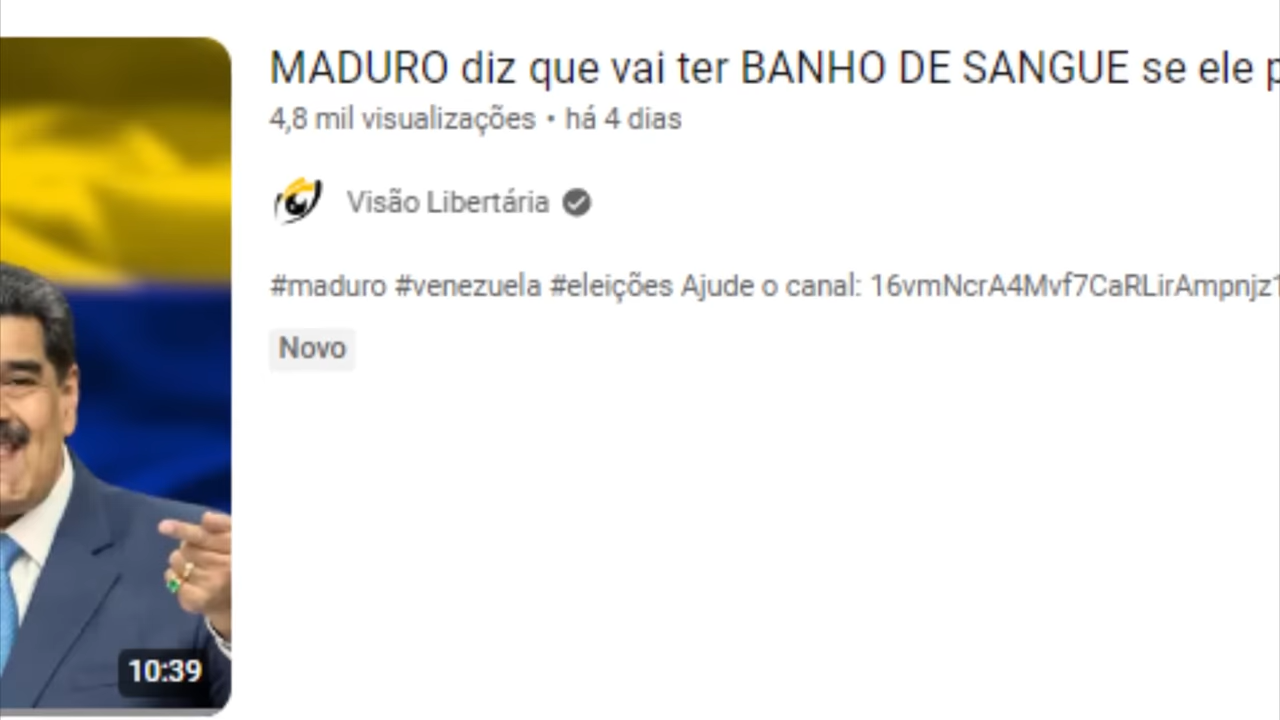 MADURO diz que vai ter BANHO DE SANGUE se ele
4,8 mil visualizações • há 4 dias
Visão Libertária
#maduro #venezuela #eleições Ajude o canal: 16vmNcrA4Mvf7CaRLirAmpnjz1
Novo
10:39